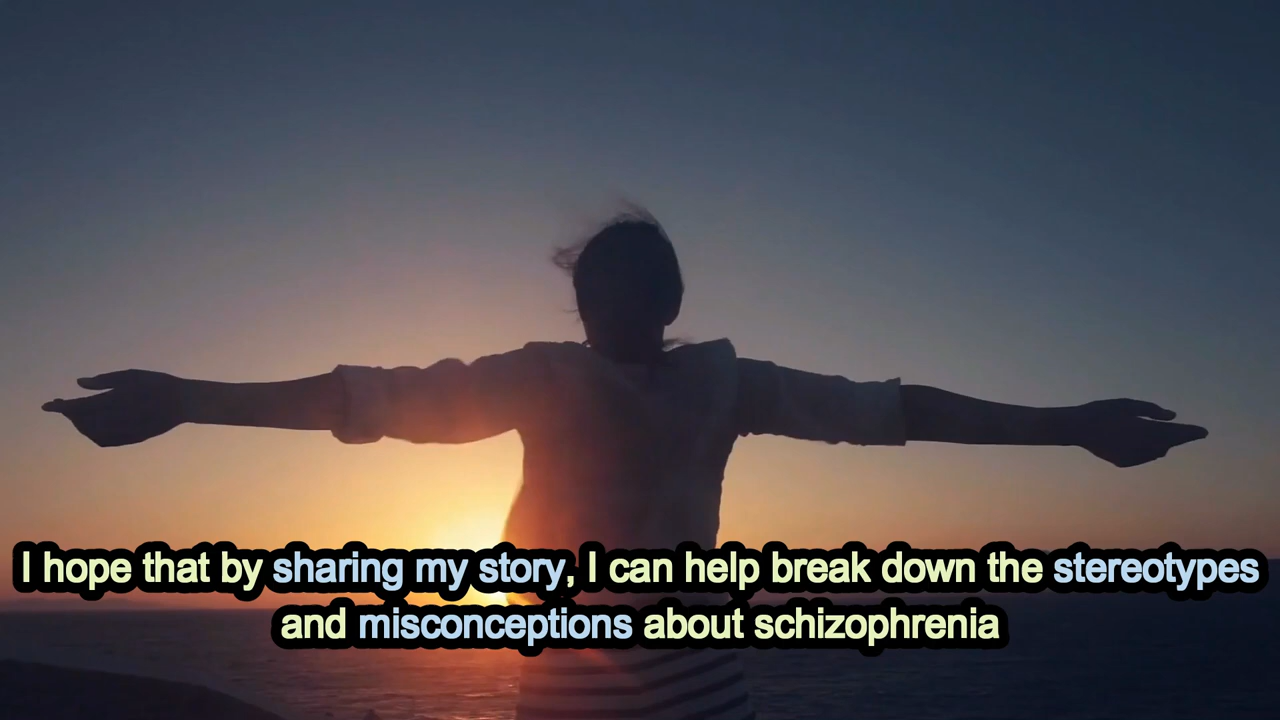 I hope that by sharing my story, I can help break down the stereotypes
and misconceptions about schizophrenia